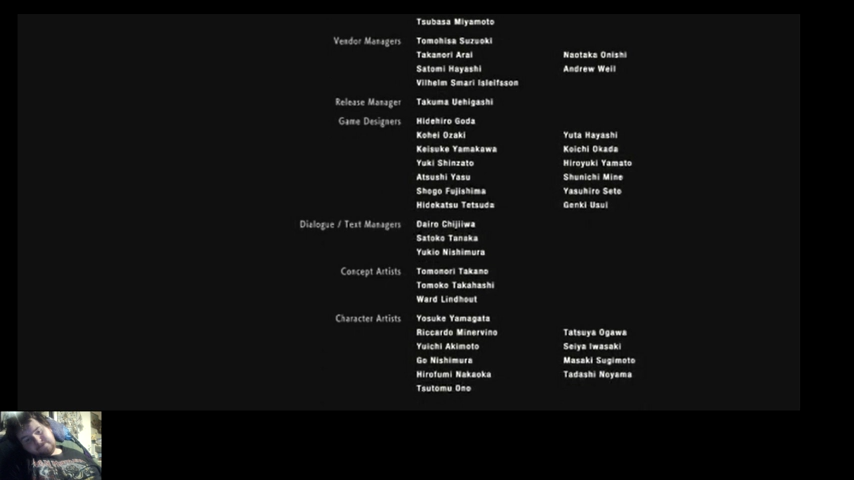 Tsubasa Miyamoto
Vendor Managers Tomohisa Suzuoki
Takanori Arai Naotaka Onishi
Satomi Hayashi Andrew Weil
Vilhelm Smari Isleifsson
Release Manager Takuma Uehigashi
Game Designers Hidehiro Goda
Kohei Ozaki Yuta Hayashi
Keisuke Yamakawa Koichi Okada
Yuki Shinzato Hiroyuki Yamato
Atsushi Yasu Shunichi Mine
Shogo Fujishima Yasuhiro Seto
Hidekatsu Tetsuda Genki Usui
Dialogue / Text Managers Dairo Chijiiwa
Satoko Tanaka
Yukio Nishimura
Concept Artists Tomonori Takano
Tomoko Takahashi
Ward Lindhout
Character Artists Yosuke Yamagata
Riccardo Minervino Tatsuya Ogawa
Yuichi Akimoto Seiya Iwasaki
Go Nishimura Masaki Sugimoto
Hirofumi Nakaoka Tadashi Noyama
Tsutomu Ono